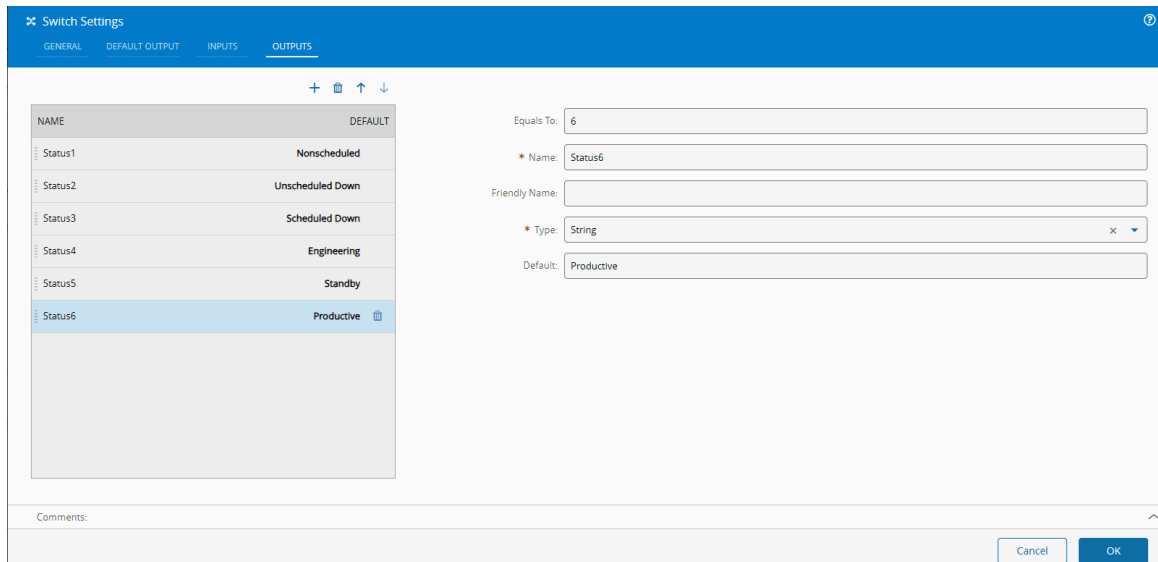 Switch Settings
GENERAL DEFAULT OUTPUT INPUTS OUTPUTS
NAME DEFAULT
Status1 Nonscheduled
Status2 Unscheduled Down
Status3 Scheduled Down
Status4 Engineering
Status5 Standby
Status6 Productive
Equals To: 6
* Name: Status6
Friendly Name:
* Type: String
Default: Productive
Comments:
Cancel OK